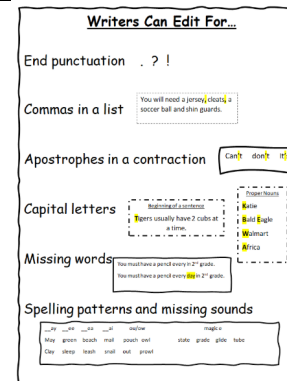 Writers Can Edit For…
End punctuation . ? !
Commas in a list
You will need a jersey, cleats, a
soccer ball and shin guards.
Apostrophes in a contraction
Can't don't it's
Capital letters
Beginning of a sentence
Tigers usually have 2 cubs at
a time.
Proper Nouns
Katie
Bald Eagle
Walmart
Africa
Missing words
You must have a pencil every in 2nd grade.
You must have a pencil every day in 2nd grade.
Spelling patterns and missing sounds
__ay __ee __ea __ai ow/ow magic e
May green beach mail pouch owl state grade glide tube
Clay sleep leash snail out prowl